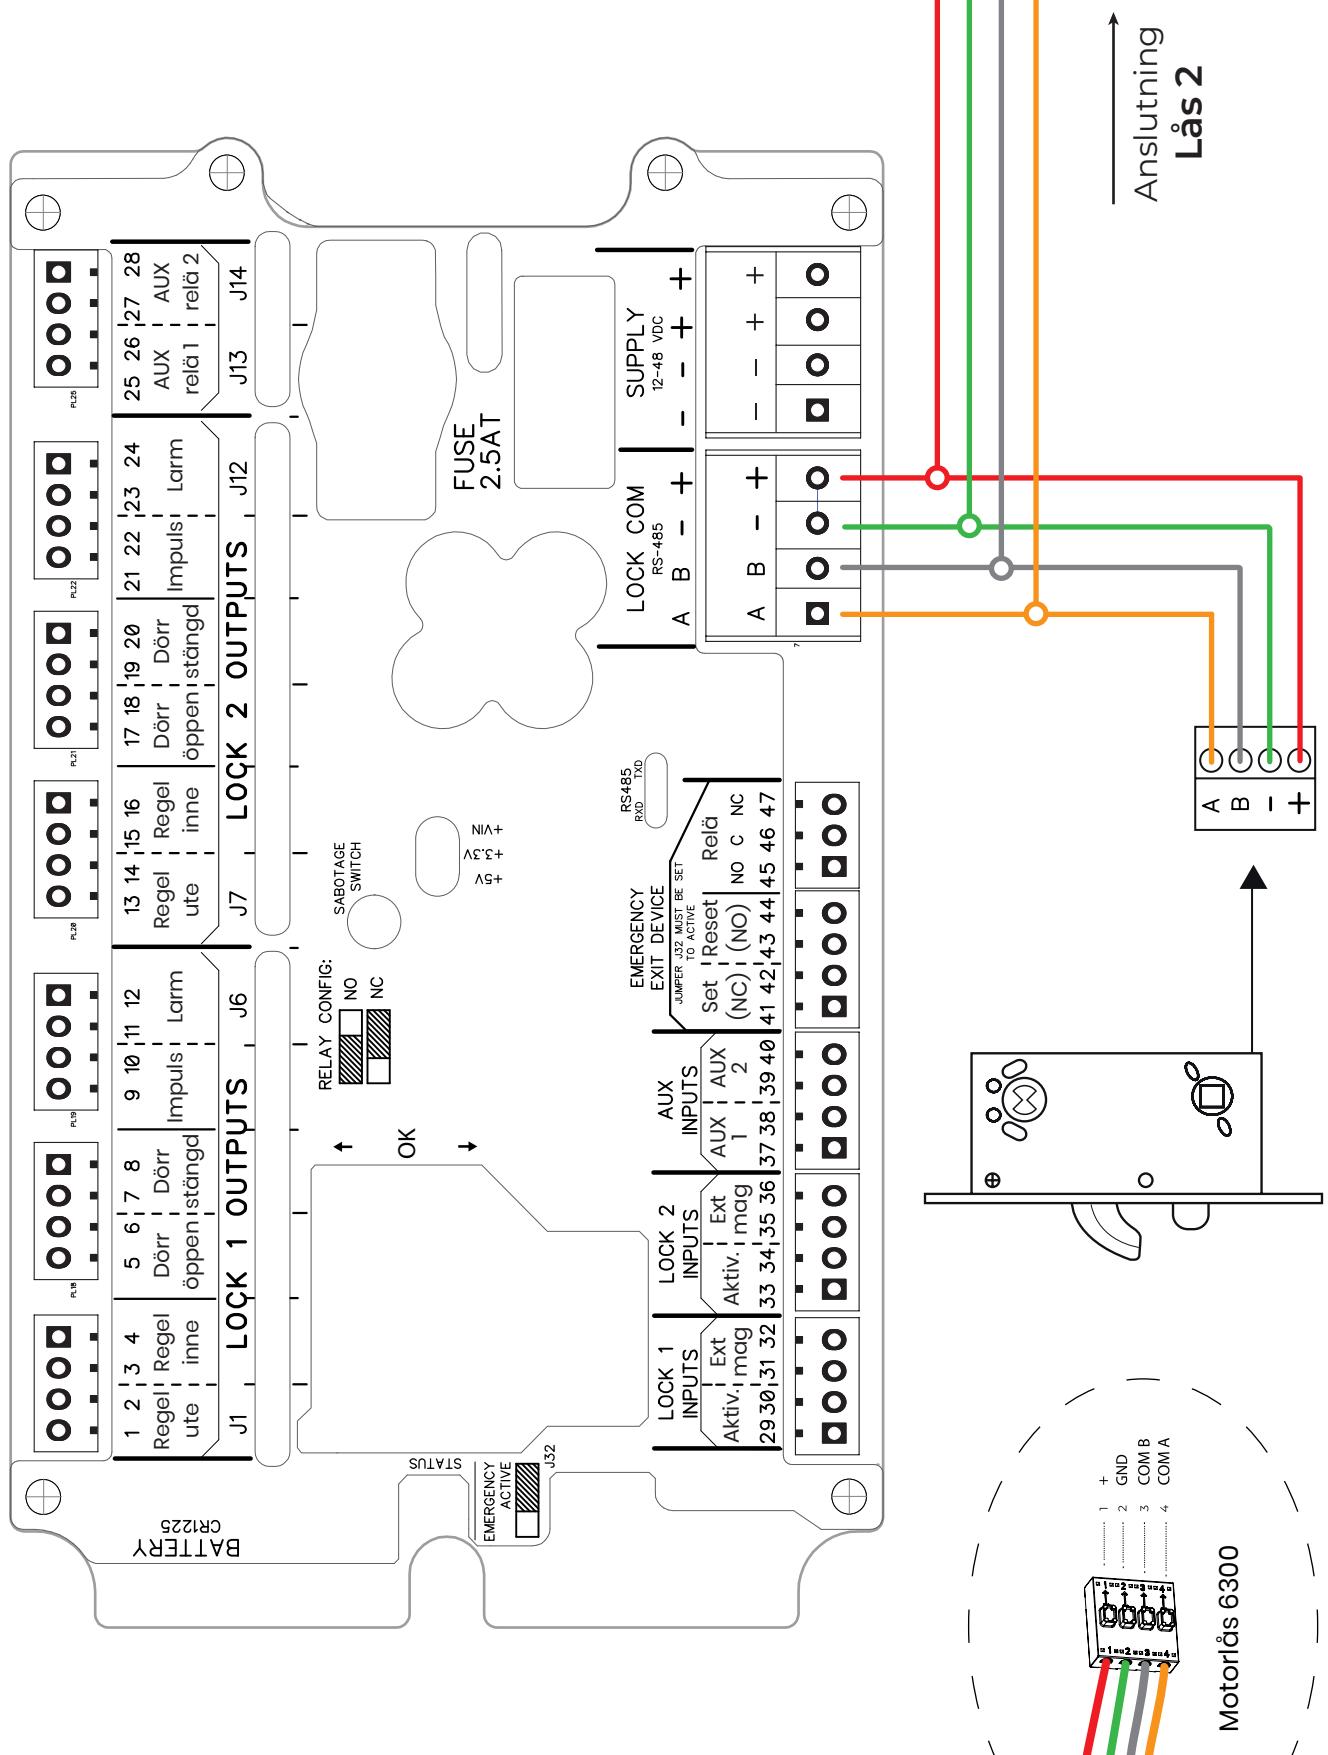 Anslutning
Lås 2
28
27
AUX
relä 2
J14
26
25
AUX
relä 1
J13
PL25
24
23
Larm
J12
22
21
Impuls
PL22
20
19
Dörr
stängd
18
17
Dörr
öppen
PL21
16
15
Regel
inne
14
13
Regel
ute
J7
PL20
LOCK 2 OUTPUTS
12
11
Larm
J6
10
9
Impuls
PL19
8
7
Dörr
stängd
6
5
Dörr
öppen
PL18
4
3
Regel
inne
2
1
Regel
ute
J1
LOCK 1 OUTPUTS
FUSE
2.5AT
SUPPLY
12-48 VDC
- - + +
- - + +
LOCK COM
RS-485
A B - +
A B - +
7
RS485
RXD TXD
+VIN
+3.3V
+5V
SABOTAGE
SWITCH
RELAY CONFIG:
NO
NC
OK
EMERGENCY
EXIT DEVICE
JUMPER J32 MUST BE SET
TO ACTIVE
Relä
NO C NC
45 46 47
Set
(NC)
41 42
Reset
(NO)
43 44
AUX
INPUTS
AUX
1
37 38
AUX
2
39 40
LOCK 2
INPUTS
Aktiv.
33 34
Ext
mag
35 36
LOCK 1
INPUTS
Aktiv.
29 30
Ext
mag
31 32
STATUS
EMERGENCY
ACTIVE
J32
BATTERY
CR1225
A
B
-
+
1 +
2 GND
3 COM B
4 COM A
1
2
3
4
1
2
3
4
Motorlås 6300